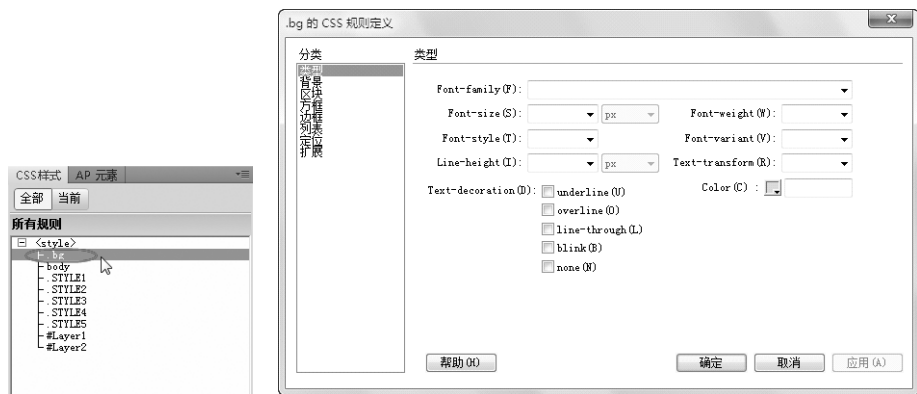 CSS样式 AP 元素
全部 当前
所有规则
<style>
.bg
body
.STYLE1
.STYLE2
.STYLE3
.STYLE4
.STYLE5
#Layer1
#Layer2
.bg 的 CSS 规则定义
分类
类型
背景
区块
方框
边框
列表
定位
扩展
类型
Font-family(F):
Font-size(S): px Font-weight(W):
Font-style(T): Font-variant(V):
Line-height(I): px Text-transform(R):
Text-decoration(D): underline(U) Color(C) :
overline(O)
line-through(L)
blink(B)
none(N)
帮助(H) 确定 取消 应用(A)